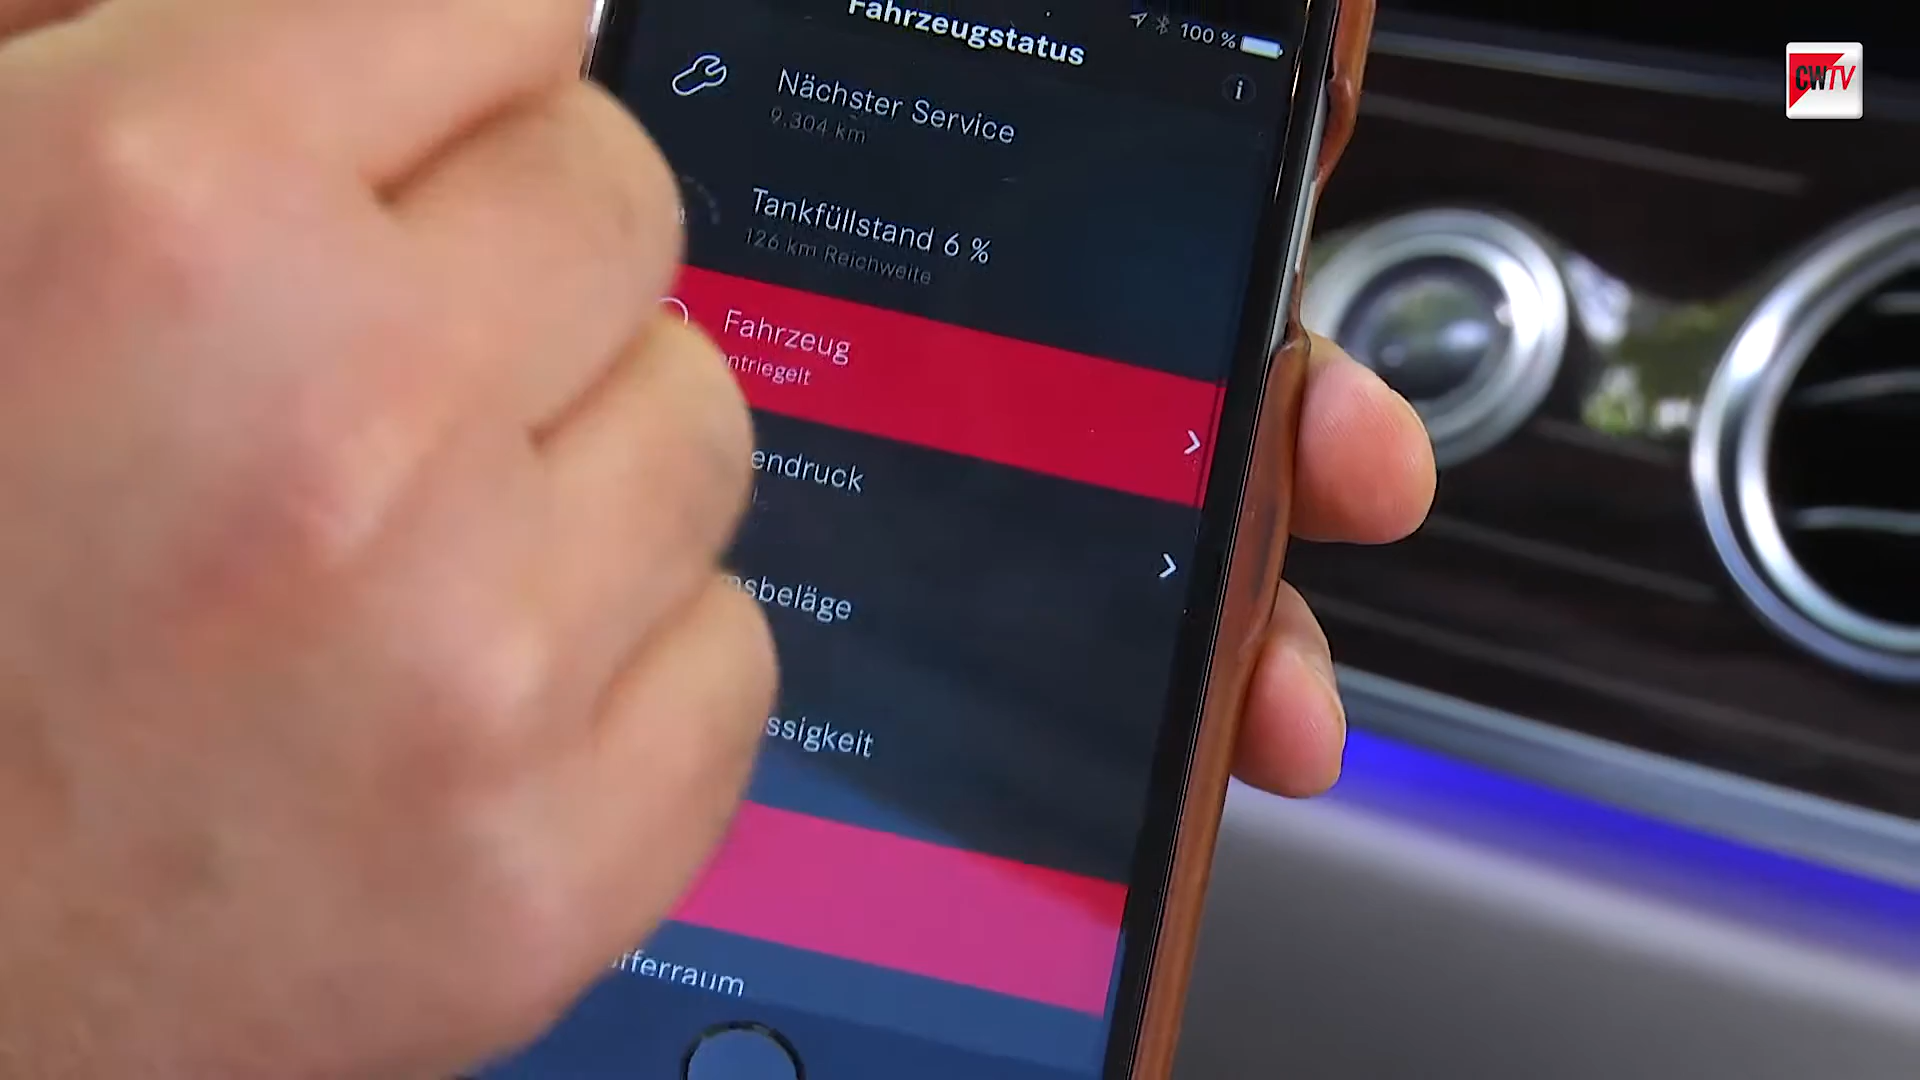 Fahrzeugstatus
100 %
i
Nächster Service
9.304 km
Tankfüllstand 6 %
126 km Reichweite
Fahrzeug
ntriegelt
endruck
sbeläge
ssigkeit
fferraum
CWTV